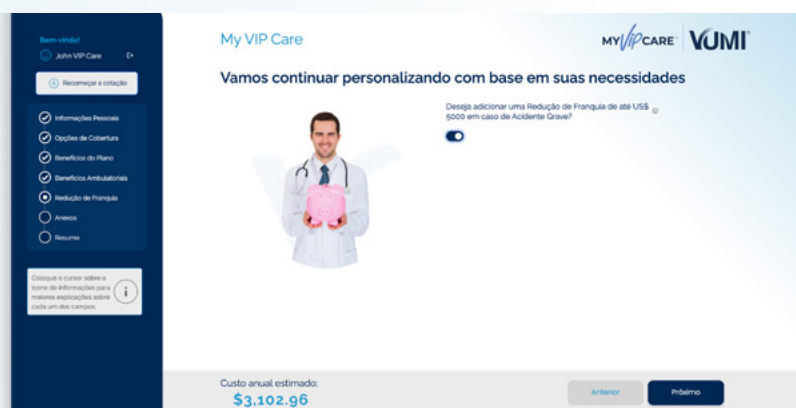 Bem-vindo!
John VIP Care
Recomeçar a cotação
Informações Pessoais
Opções de Cobertura
Benefícios do Plano
Benefícios Ambulatoriais
Redução de Franquia
Anexos
Resumo
Coloque o cursor sobre o
ícone de informações para
maiores explicações sobre
cada um dos campos.
i
My VIP Care
MY VIP CARE VUMI®
Vamos continuar personalizando com base em suas necessidades
Deseja adicionar uma Redução de Franquia de até US$
5000 em caso de Acidente Grave?
Custo anual estimado:
$3,102.96
Anterior
Próximo